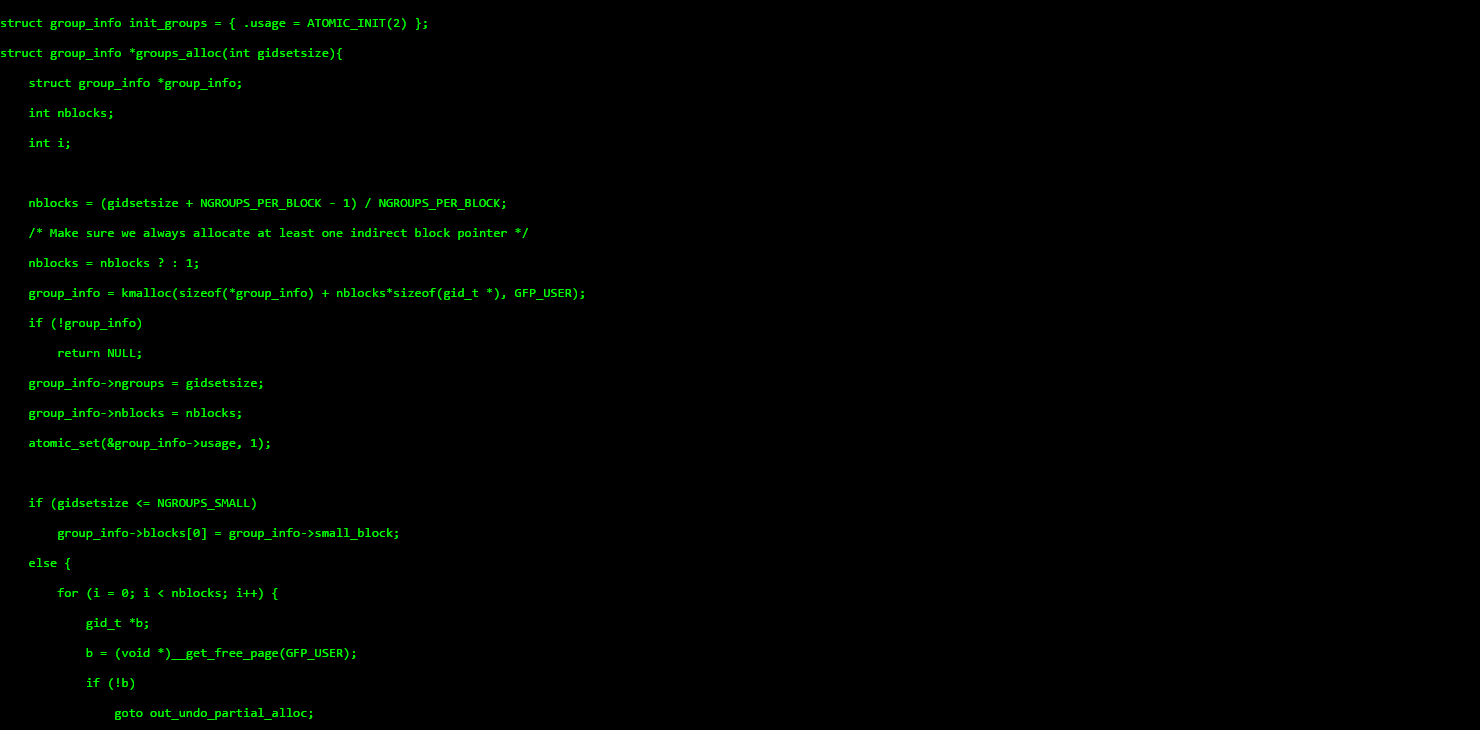 struct group_info init_groups = { .usage = ATOMIC_INIT(2) };
struct group_info *groups_alloc(int gidsetsize){
    struct group_info *group_info;
    int nblocks;
    int i;

    nblocks = (gidsetsize + NGROUPS_PER_BLOCK - 1) / NGROUPS_PER_BLOCK;
    /* Make sure we always allocate at least one indirect block pointer */
    nblocks = nblocks ? : 1;
    group_info = kmalloc(sizeof(*group_info) + nblocks*sizeof(gid_t *), GFP_USER);
    if (!group_info)
        return NULL;
    group_info->ngroups = gidsetsize;
    group_info->nblocks = nblocks;
    atomic_set(&group_info->usage, 1);

    if (gidsetsize <= NGROUPS_SMALL)
        group_info->blocks[0] = group_info->small_block;
    else {
        for (i = 0; i < nblocks; i++) {
            gid_t *b;
            b = (void *)__get_free_page(GFP_USER);
            if (!b)
                goto out_undo_partial_alloc;